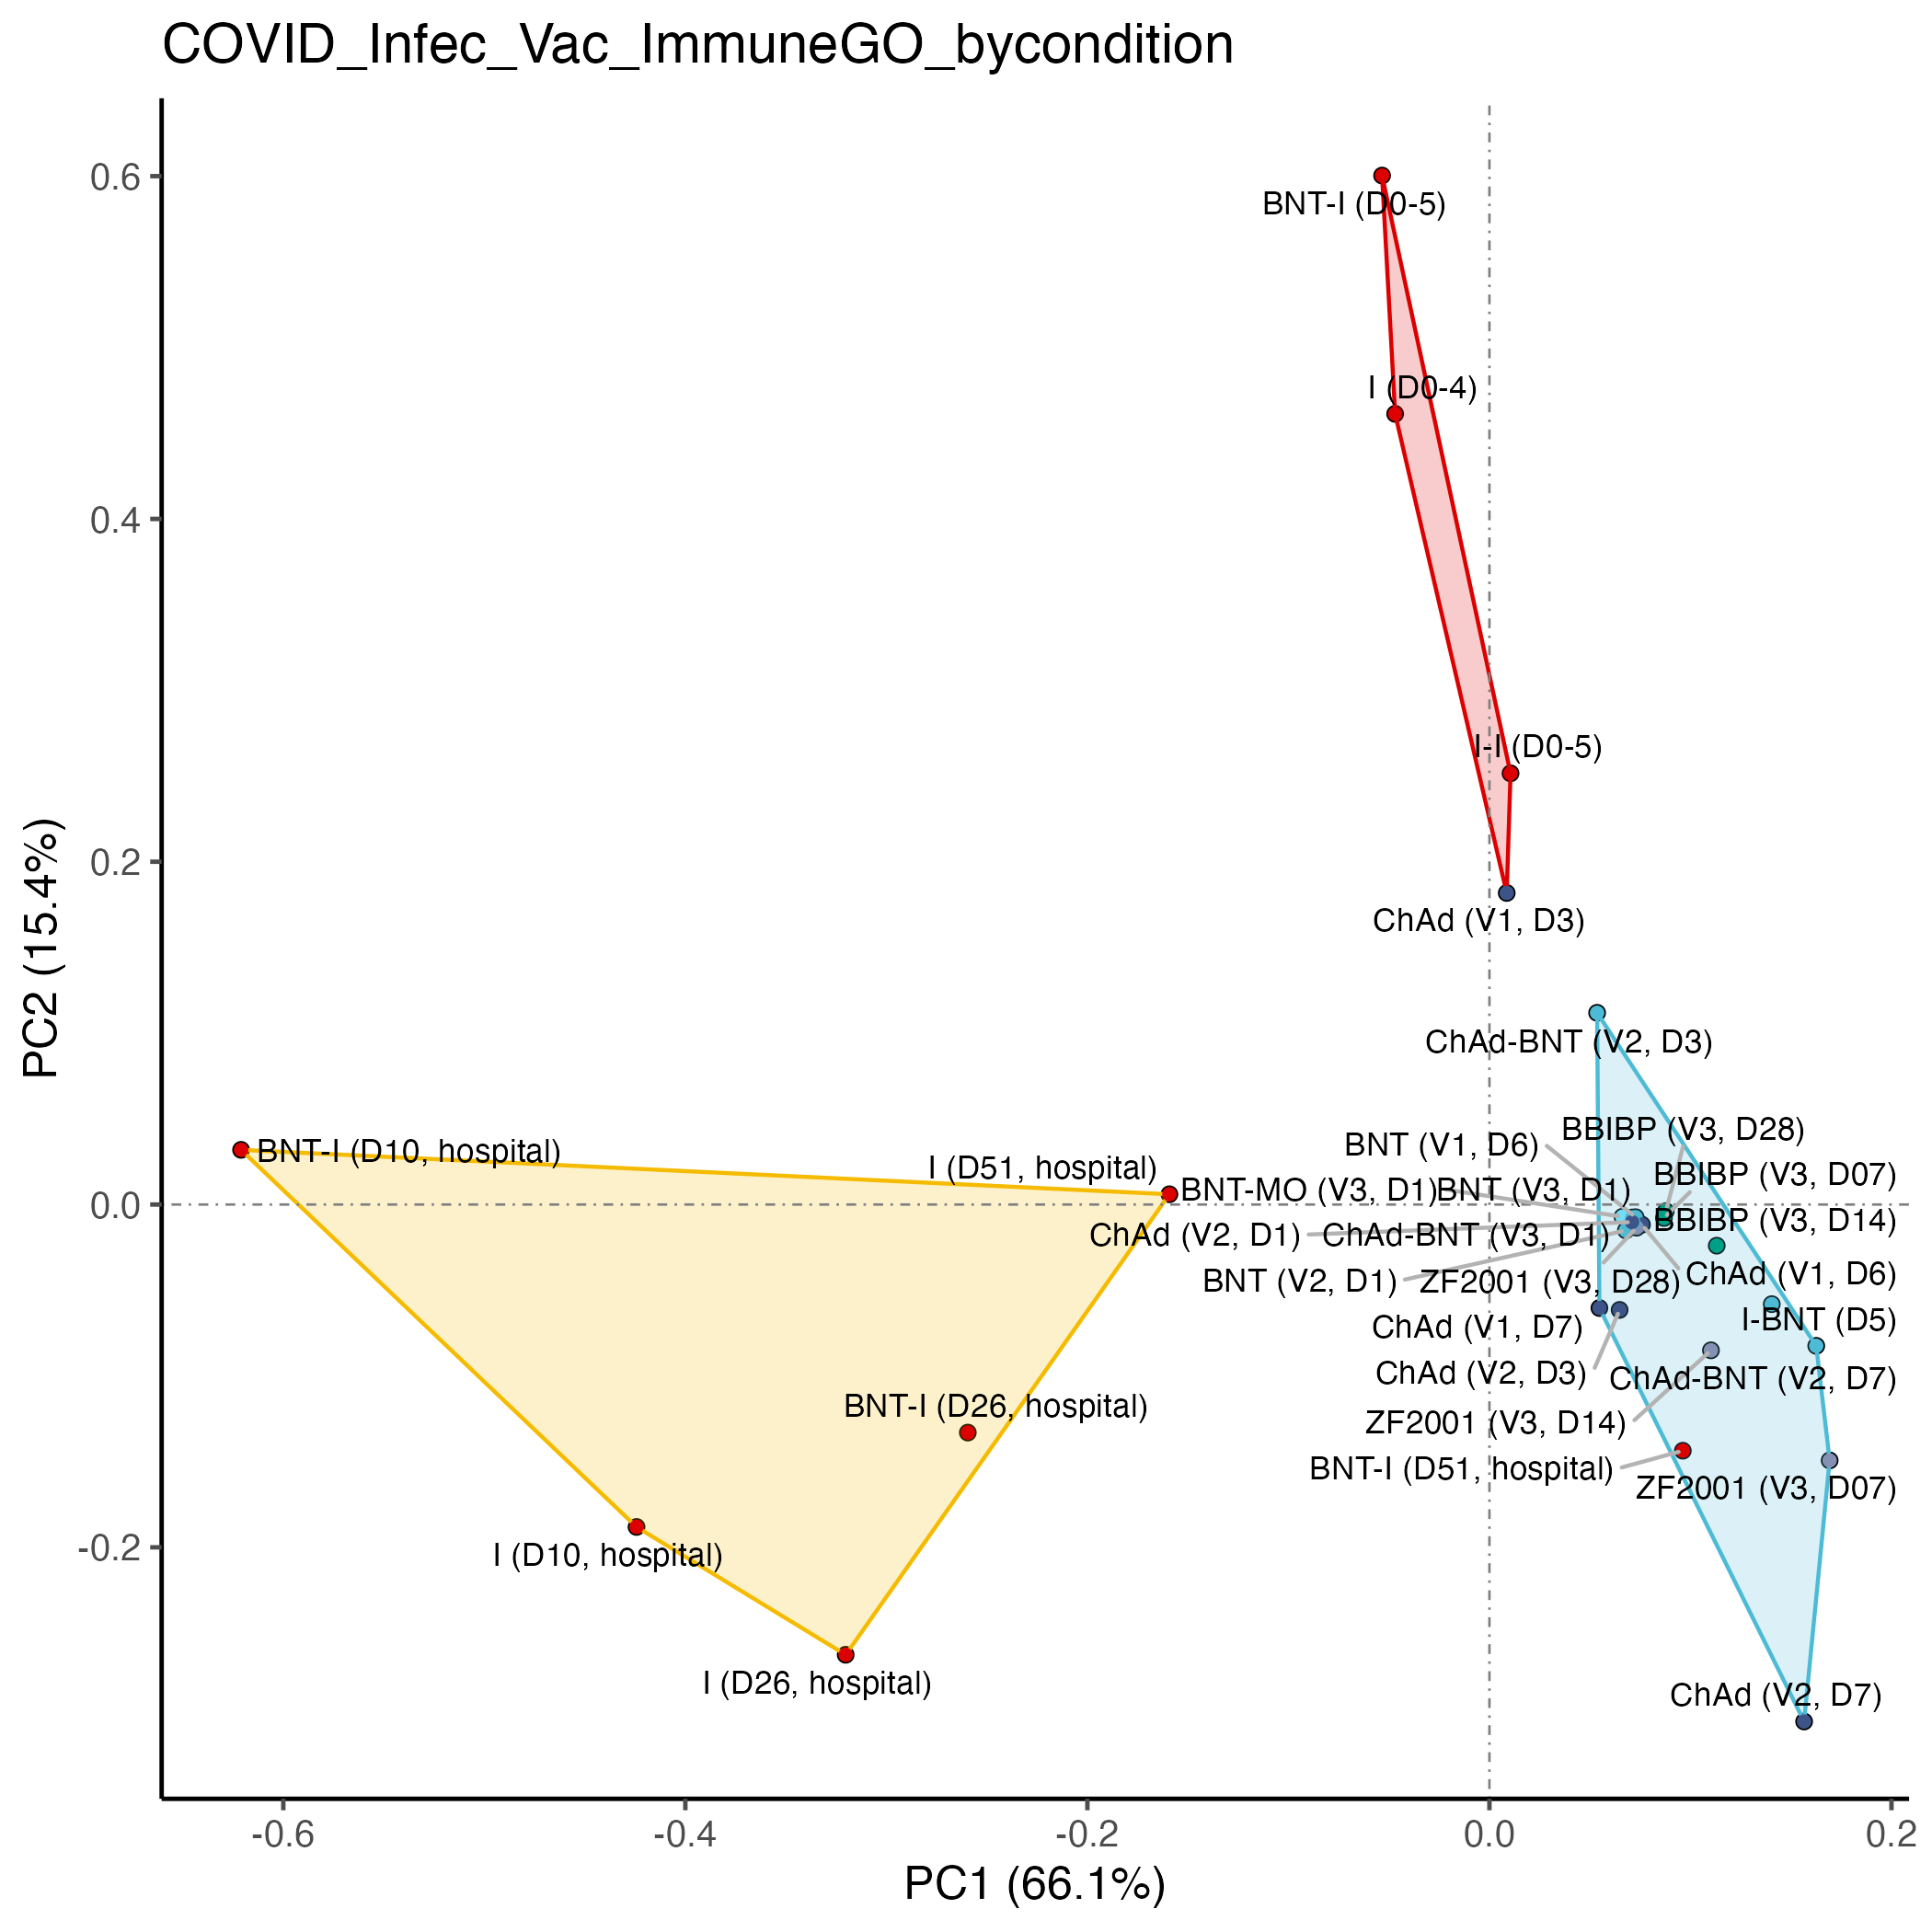 COVID_Infec_Vac_ImmuneGO_bycondition
PC2 (15.4%)
0.6
0.4
0.2
0.0
-0.2
BNT-I (D0-5)
I (D0-4)
I-I (D0-5)
ChAd (V1, D3)
ChAd-BNT (V2, D3)
BBIBP (V3, D28)
BNT (V1, D6)
BNT-I (D10, hospital)
I (D51, hospital)
BBIBP (V3, D07)
BNT-MO (V3, D1)
BNT (V3, D1)
BBIBP (V3, D14)
ChAd (V2, D1)
ChAd-BNT (V3, D1)
BNT (V2, D1)
ZF2001 (V3, D28)
ChAd (V1, D6)
ChAd (V1, D7)
I-BNT (D5)
ChAd (V2, D3)
ChAd-BNT (V2, D7)
BNT-I (D26, hospital)
ZF2001 (V3, D14)
BNT-I (D51, hospital)
ZF2001 (V3, D07)
I (D10, hospital)
I (D26, hospital)
ChAd (V2, D7)
-0.6
-0.4
-0.2
0.0
0.2
PC1 (66.1%)